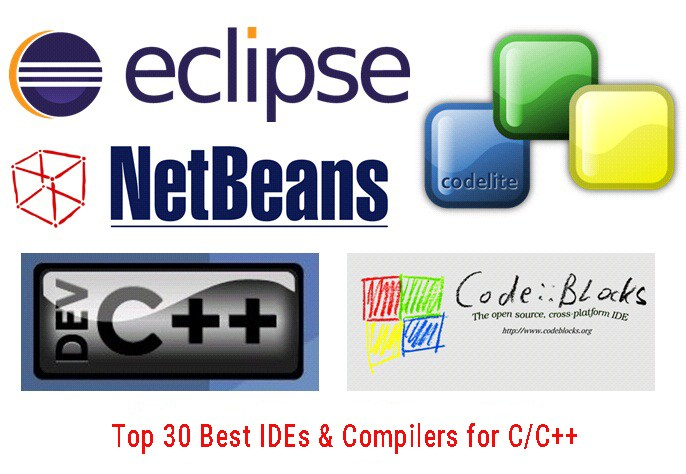 eclipse
codelite
NetBeans
DEV C++
Code::Blocks
The open source, cross-platform IDE
http://www.codeblocks.org
Top 30 Best IDEs & Compilers for C/C++